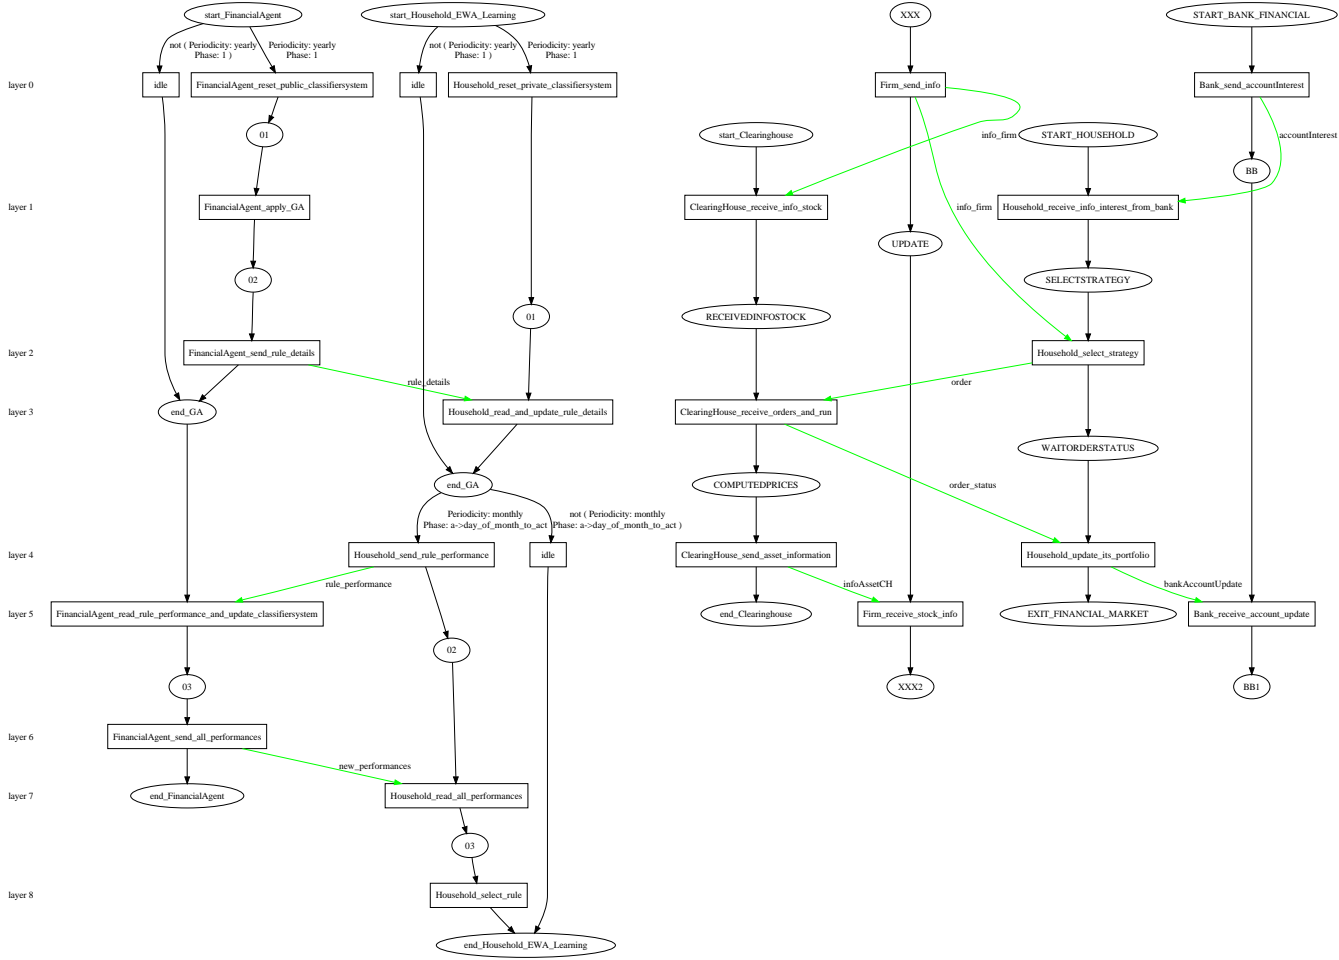 start_FinancialAgent
start_Household_EWA_Learning
XXX
START_BANK_FINANCIAL
not ( Periodicity: yearly
Phase: 1 )
Periodicity: yearly
Phase: 1
not ( Periodicity: yearly
Phase: 1 )
Periodicity: yearly
Phase: 1
layer 0
idle
FinancialAgent_reset_public_classifiersystem
idle
Household_reset_private_classifiersystem
Firm_send_info
Bank_send_accountInterest
01
start_Clearinghouse
info_firm
START_HOUSEHOLD
accountInterest
BB
layer 1
FinancialAgent_apply_GA
ClearingHouse_receive_info_stock
info_firm
Household_receive_info_interest_from_bank
UPDATE
02
SELECTSTRATEGY
01
RECEIVEDINFOSTOCK
layer 2
FinancialAgent_send_rule_details
Household_select_strategy
rule_details
order
layer 3
end_GA
Household_read_and_update_rule_details
ClearingHouse_receive_orders_and_run
WAITORDERSTATUS
end_GA
COMPUTEDPRICES
order_status
Periodicity: monthly
Phase: a->day_of_month_to_act
not ( Periodicity: monthly
Phase: a->day_of_month_to_act )
layer 4
Household_send_rule_performance
idle
ClearingHouse_send_asset_information
Household_update_its_portfolio
rule_performance
infoAssetCH
bankAccountUpdate
layer 5
FinancialAgent_read_rule_performance_and_update_classifiersystem
end_Clearinghouse
Firm_receive_stock_info
EXIT_FINANCIAL_MARKET
Bank_receive_account_update
02
03
XXX2
BB1
layer 6
FinancialAgent_send_all_performances
new_performances
layer 7
end_FinancialAgent
Household_read_all_performances
03
layer 8
Household_select_rule
end_Household_EWA_Learning